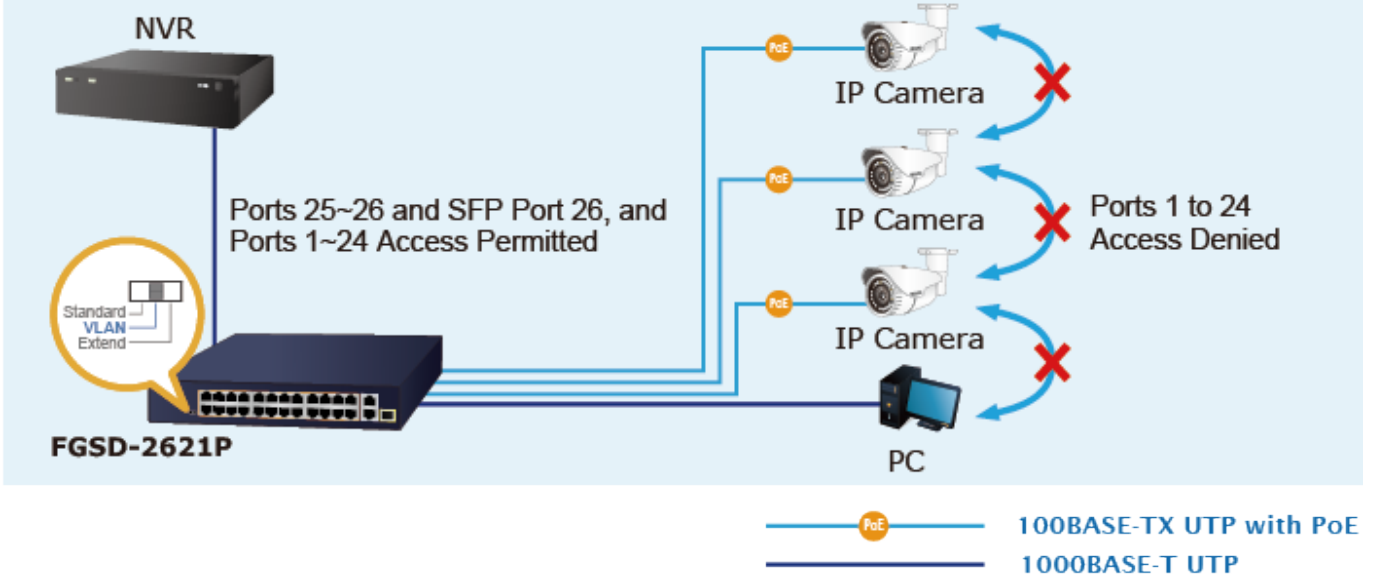 NVR
PoE
IP Camera
Ports 25~26 and SFP Port 26, and
Ports 1~24 Access Permitted
PoE
IP Camera
Ports 1 to 24
Access Denied
Standard
VLAN
Extend
PoE
IP Camera
FGSD-2621P
PC
PoE
100BASE-TX UTP with PoE
1000BASE-T UTP